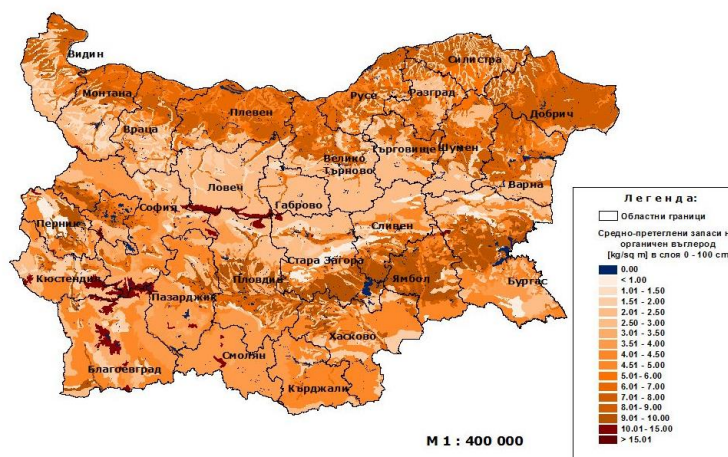 Видин
Монтана
Враца
Плевен
Русе
Силистра
Разград
Добрич
Велико
Търново
Търговище
Шумен
Варна
Ловеч
Габрово
София
Перник
Сливен
Стара Загора
Ямбол
Бургас
Кюстендил
Пазарджик
Пловдив
Хасково
Смолян
Благоевград
Кърджали
М 1 : 400 000
Легенда:
Областни граници
Средно-претеглени запаси н
органичен въглерод
[kg/sq m] в слоя 0 - 100 cm
0.00
< 1.00
1.01 - 1.50
1.51 - 2.00
2.01 - 2.50
2.50 - 3.00
3.01 - 3.50
3.51 - 4.00
4.01 - 4.50
4.51 - 5.00
5.01- 6.00
6.01 - 7.00
7.01 - 8.00
8.01- 9.00
9.01 - 10.00
10.01- 15.00
> 15.01